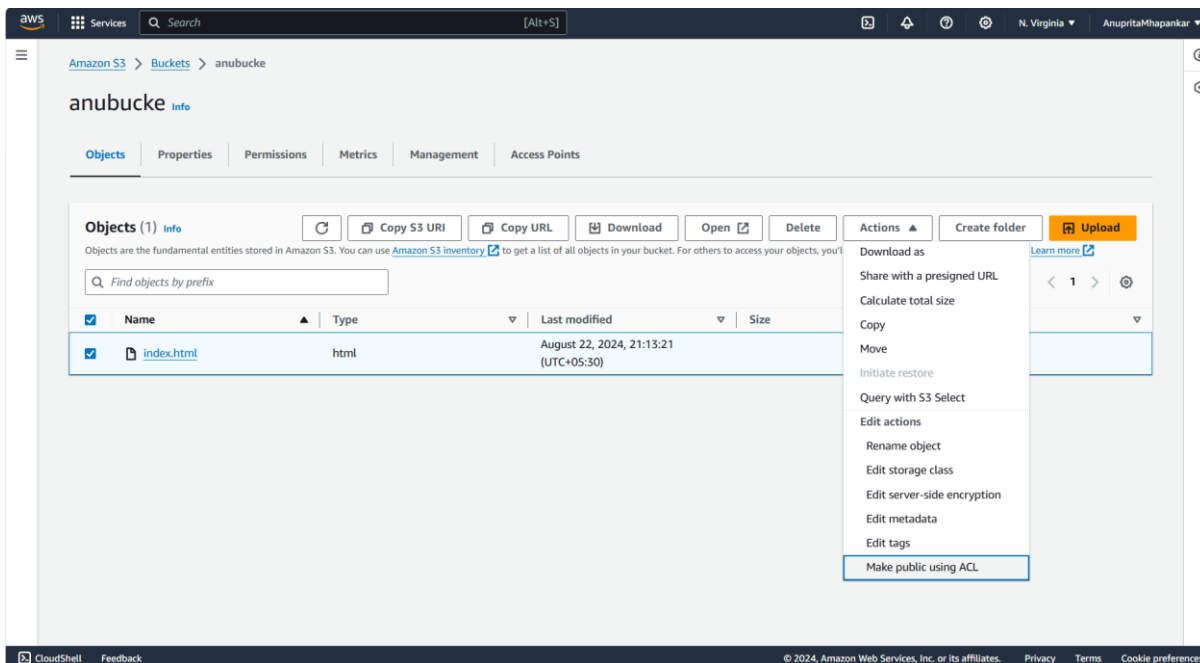 aws Services Search [Alt+S] N. Virginia ▼ AnupritaMhapankar ▼
Amazon S3 > Buckets > anubucke
anubucke Info
Objects Properties Permissions Metrics Management Access Points
Objects (1) Info Copy S3 URI Copy URL Download Open Delete Actions ▲ Create folder Upload
Objects are the fundamental entities stored in Amazon S3. You can use Amazon S3 inventory to get a list of all objects in your bucket. For others to access your objects, you'l Learn more
Find objects by prefix < 1 >
Name ▲ Type Last modified Size
index.html html August 22, 2024, 21:13:21
(UTC+05:30)
Download as
Share with a presigned URL
Calculate total size
Copy
Move
Initiate restore
Query with S3 Select
Edit actions
Rename object
Edit storage class
Edit server-side encryption
Edit metadata
Edit tags
Make public using ACL
CloudShell Feedback © 2024, Amazon Web Services, Inc. or its affiliates. Privacy Terms Cookie preferences